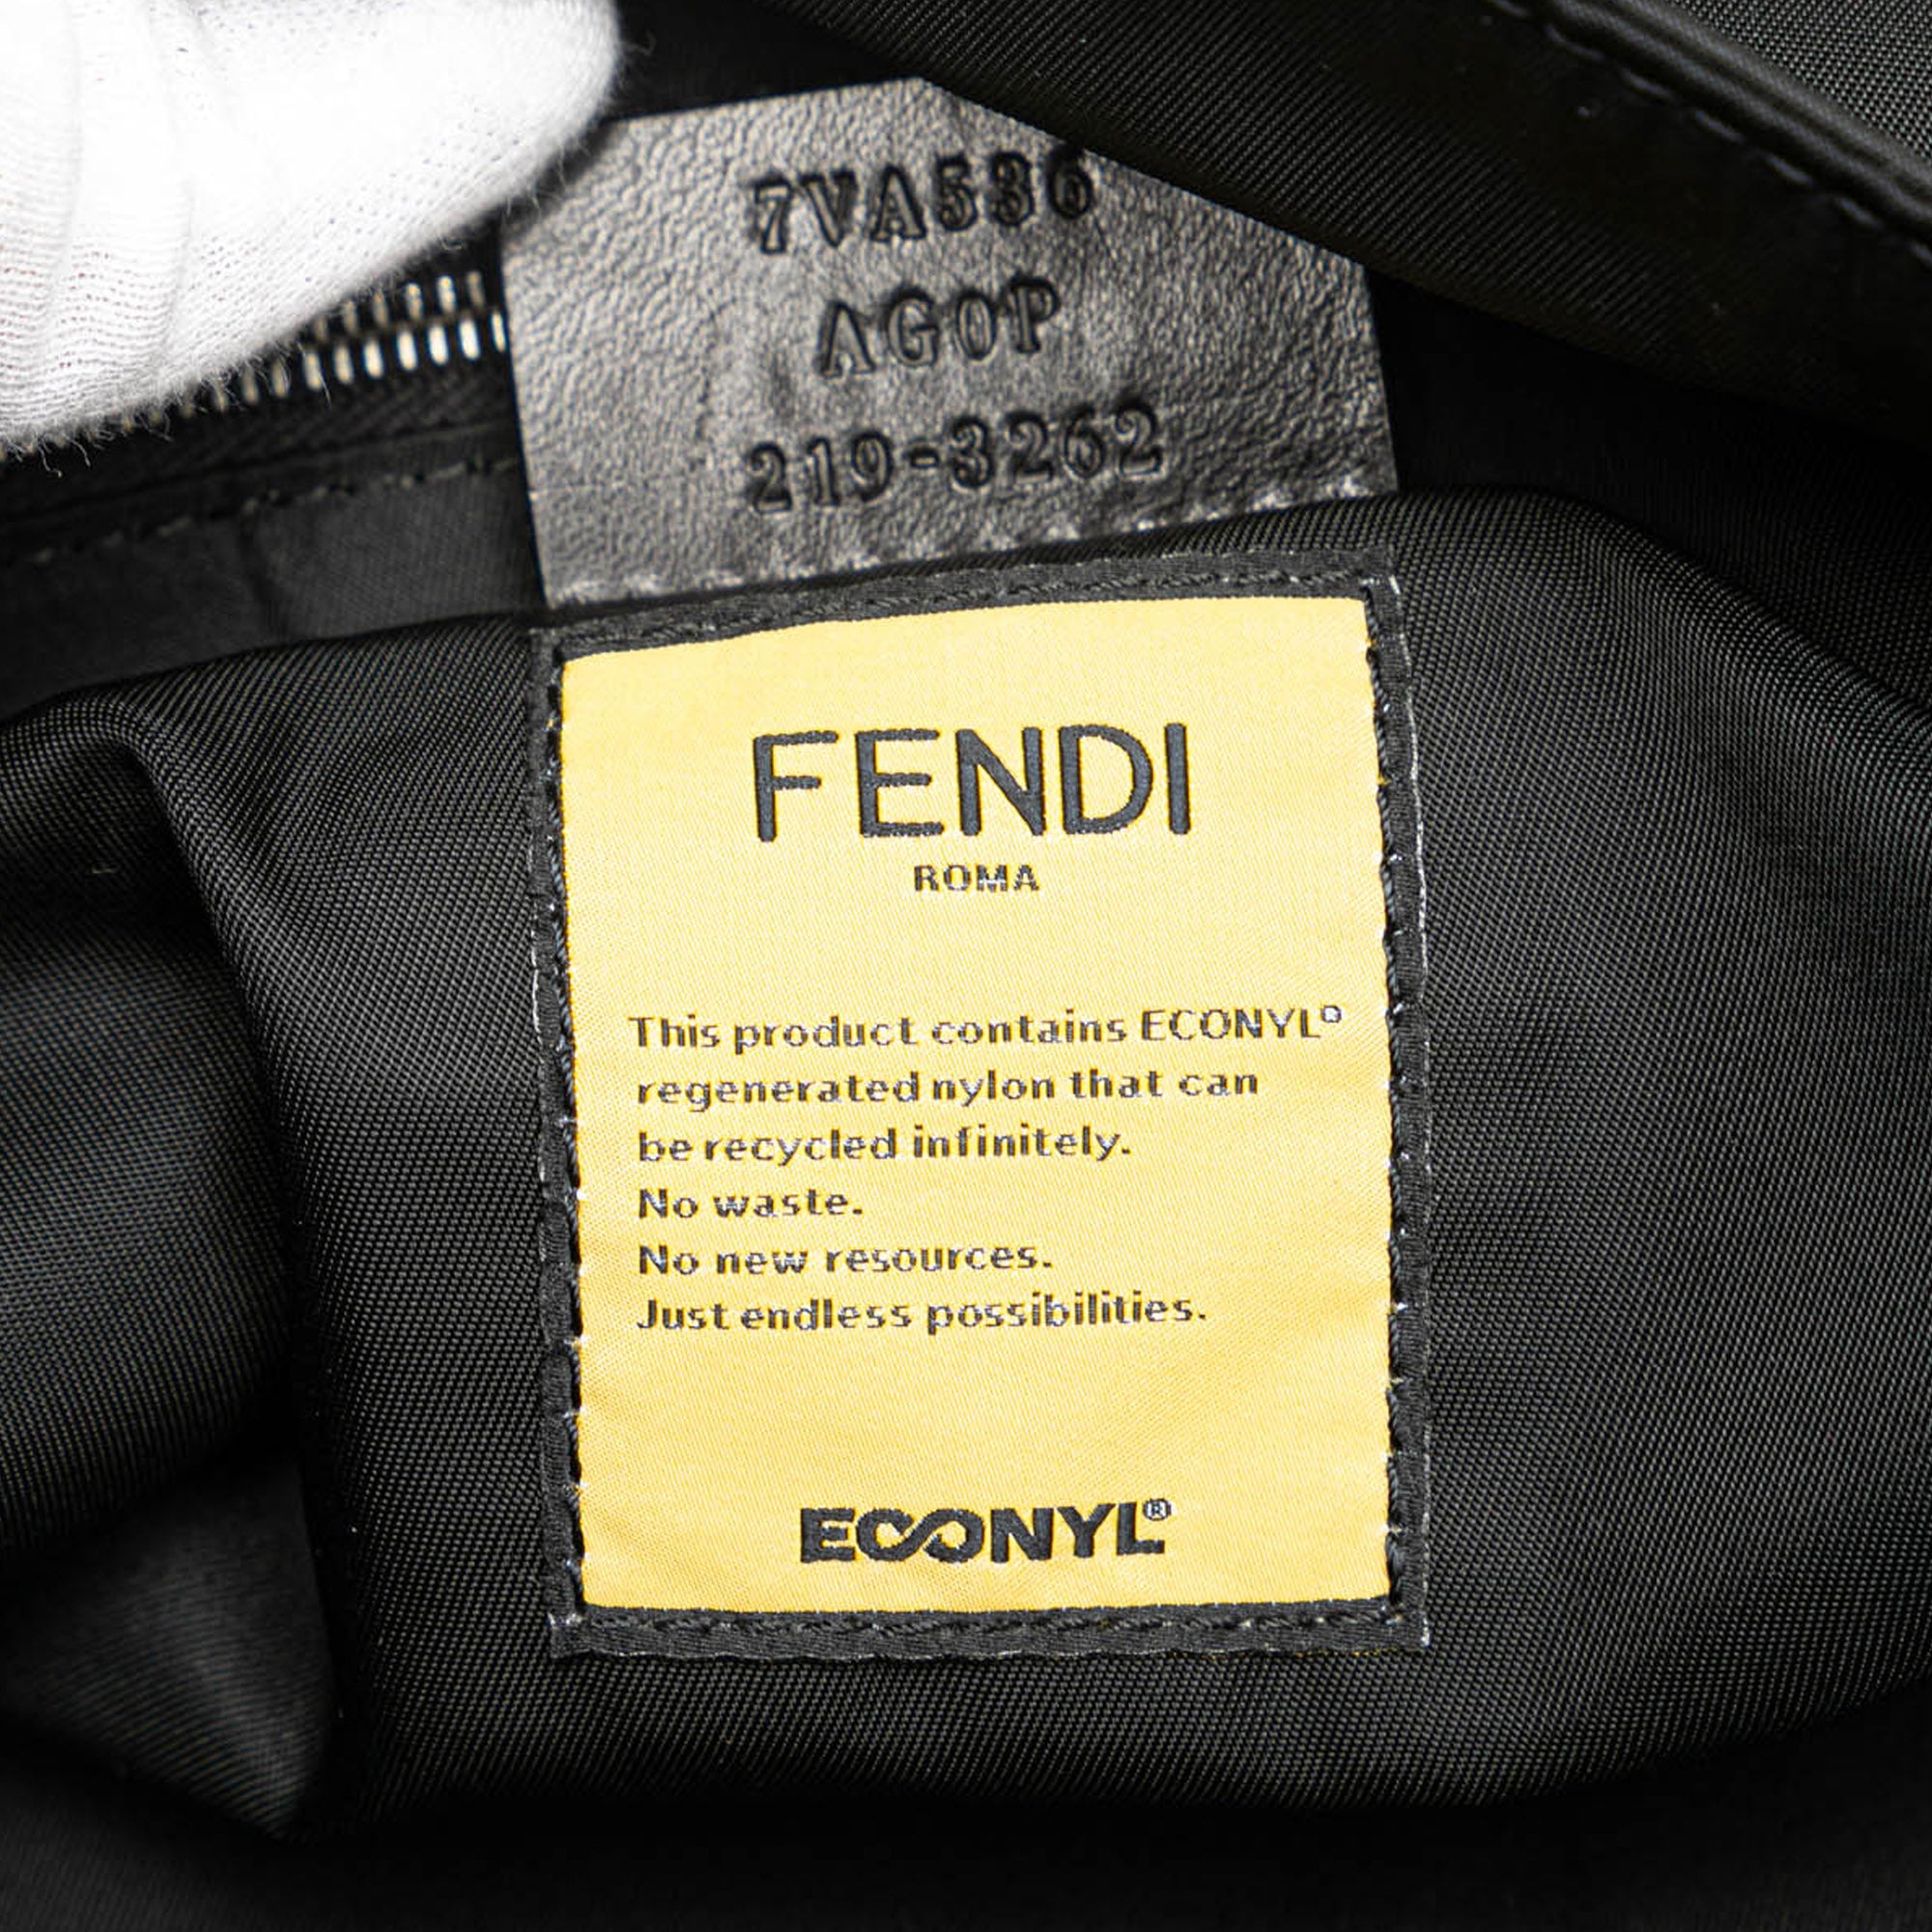 7VA536
AG0P
219-3262
FENDI
ROMA
This product contains ECONYL®
regenerated nylon that can
be recycled infinitely.
No waste.
No new resources.
Just endless possibilities.
ECONYL®